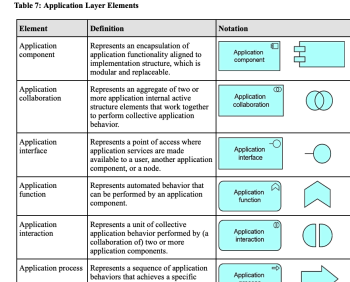 Table 7: Application Layer Elements
Element Definition Notation
Application component
Represents an encapsulation of
application functionality aligned to
implementation structure, which is
modular and replaceable.
Application
component
Application collaboration
Represents an aggregate of two or
more application internal active
structure elements that work together
to perform collective application
behavior.
Application
collaboration
Application interface
Represents a point of access where
application services are made
available to a user, another application
component, or a node.
Application
interface
Application function
Represents automated behavior that
can be performed by an application
component.
Application
function
Application interaction
Represents a unit of collective
application behavior performed by (a
collaboration of) two or more
application components.
Application
interaction
Application process
Represents a sequence of application
behaviors that achieves a specific
Application